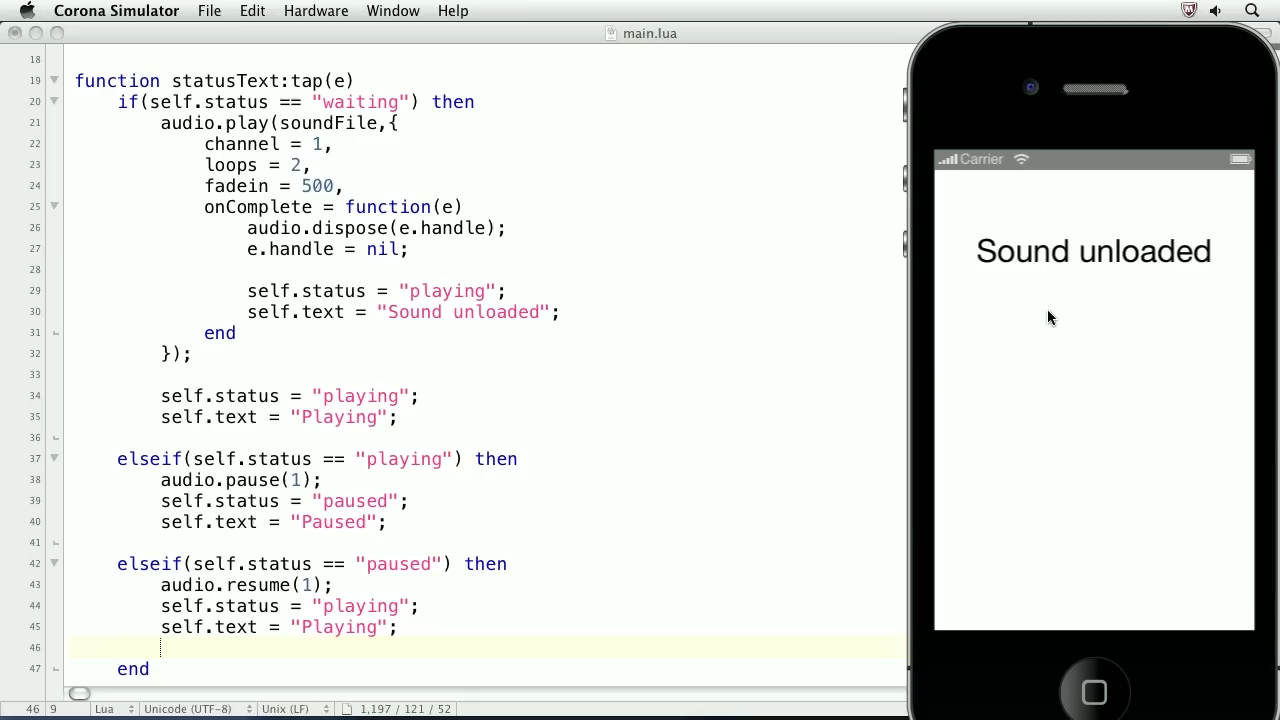 Corona Simulator File Edit Hardware Window Help
main.lua
18
19 function statusText:tap(e)
20 if(self.status == "waiting") then
21 audio.play(soundFile,{
22 channel = 1,
23 loops = 2,
24 fadein = 500,
25 onComplete = function(e)
26 audio.dispose(e.handle);
27 e.handle = nil;
28
29 self.status = "playing";
30 self.text = "Sound unloaded";
31 end
32 });
33
34 self.status = "playing";
35 self.text = "Playing";
36
37 elseif(self.status == "playing") then
38 audio.pause(1);
39 self.status = "paused";
40 self.text = "Paused";
41
42 elseif(self.status == "paused") then
43 audio.resume(1);
44 self.status = "playing";
45 self.text = "Playing";
46
47 end
46 9 Lua Unicode (UTF-8) Unix (LF) 1,197 / 121 / 52
Carrier
Sound unloaded